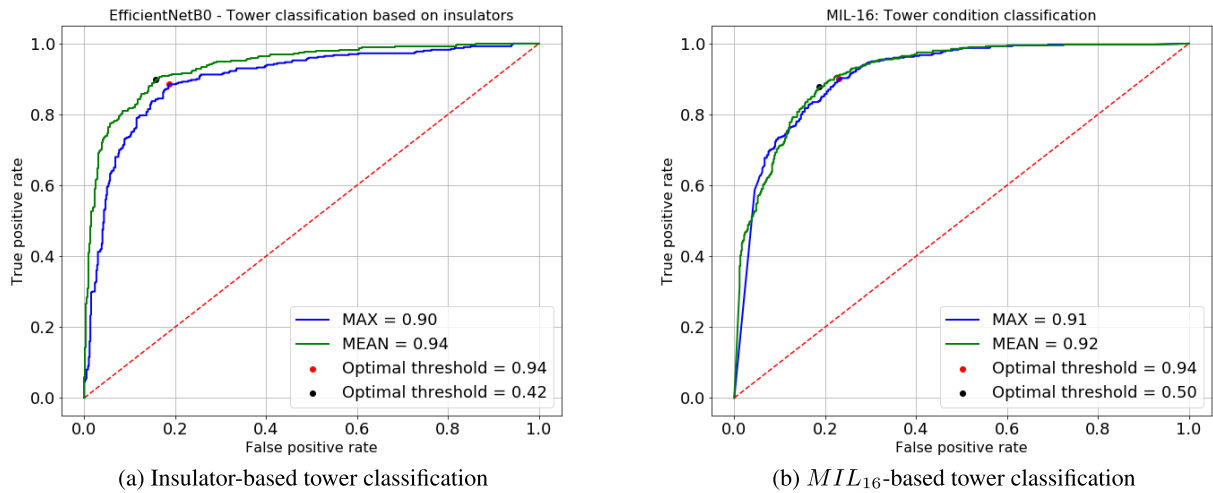 EfficientNetB0 - Tower classification based on insulators
1.0
0.8
0.6
0.4
0.2
0.0
True positive rate
MAX = 0.90
MEAN = 0.94
Optimal threshold = 0.94
Optimal threshold = 0.42
0.0 0.2 0.4 0.6 0.8 1.0
False positive rate
(a) Insulator-based tower classification
MIL-16: Tower condition classification
1.0
0.8
0.6
0.4
0.2
0.0
True positive rate
MAX = 0.91
MEAN = 0.92
Optimal threshold = 0.94
Optimal threshold = 0.50
0.0 0.2 0.4 0.6 0.8 1.0
False positive rate
(b) MIL₁₆-based tower classification